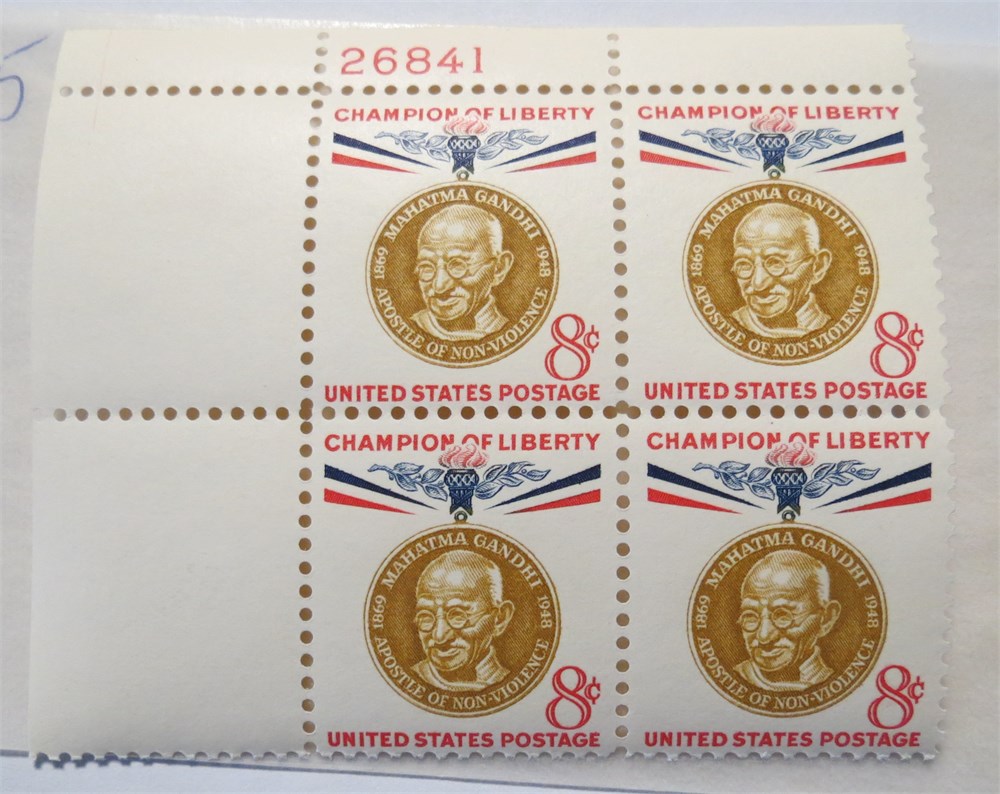 26841
CHAMPION OF LIBERTY
MAHATMA GANDHI
1869 1948
APOSTLE OF NON-VIOLENCE
8¢
UNITED STATES POSTAGE
CHAMPION OF LIBERTY
MAHATMA GANDHI
1869 1948
APOSTLE OF NON-VIOLENCE
8¢
UNITED STATES POSTAGE
CHAMPION OF LIBERTY
MAHATMA GANDHI
1869 1948
APOSTLE OF NON-VIOLENCE
8¢
UNITED STATES POSTAGE
CHAMPION OF LIBERTY
MAHATMA GANDHI
1869 1948
APOSTLE OF NON-VIOLENCE
8¢
UNITED STATES POSTAGE